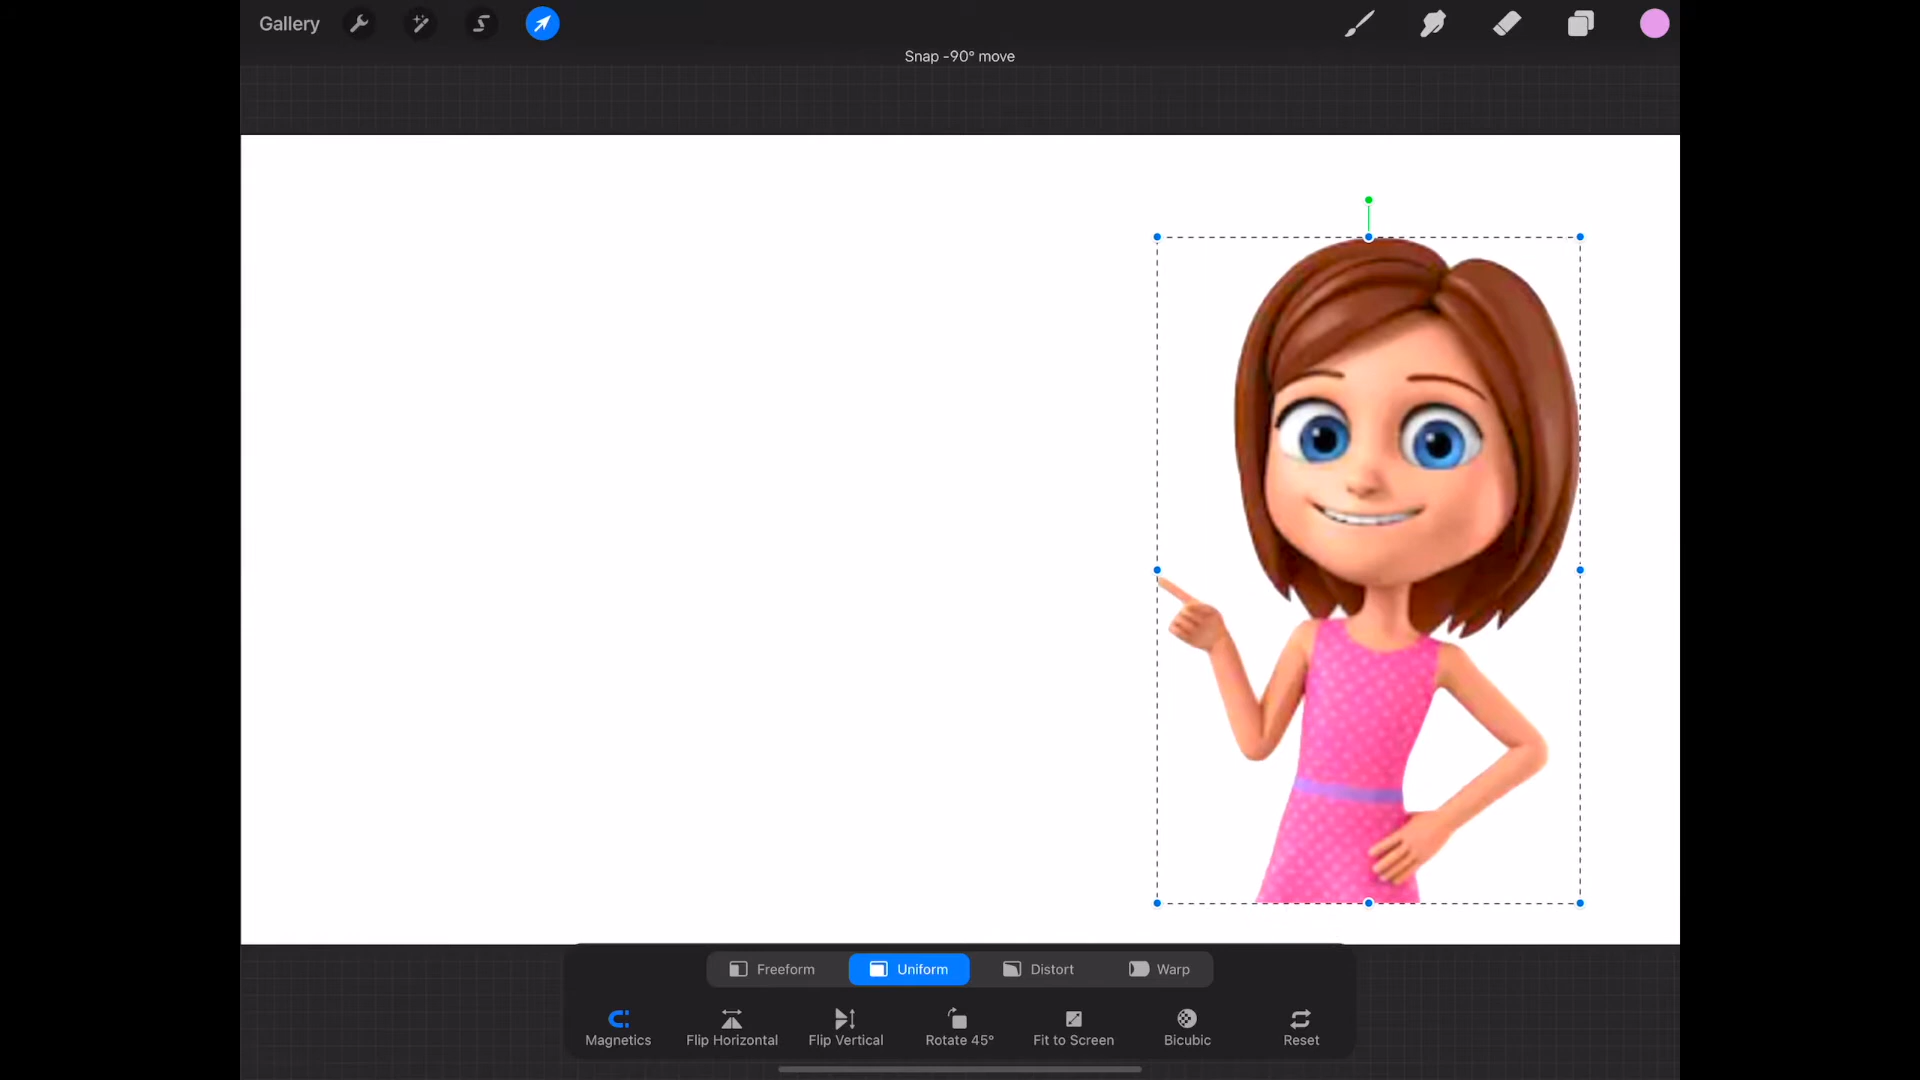 Gallery
Snap -90° move
Freeform
Uniform
Distort
Warp
Magnetics
Flip Horizontal
Flip Vertical
Rotate 45°
Fit to Screen
Bicubic
Reset